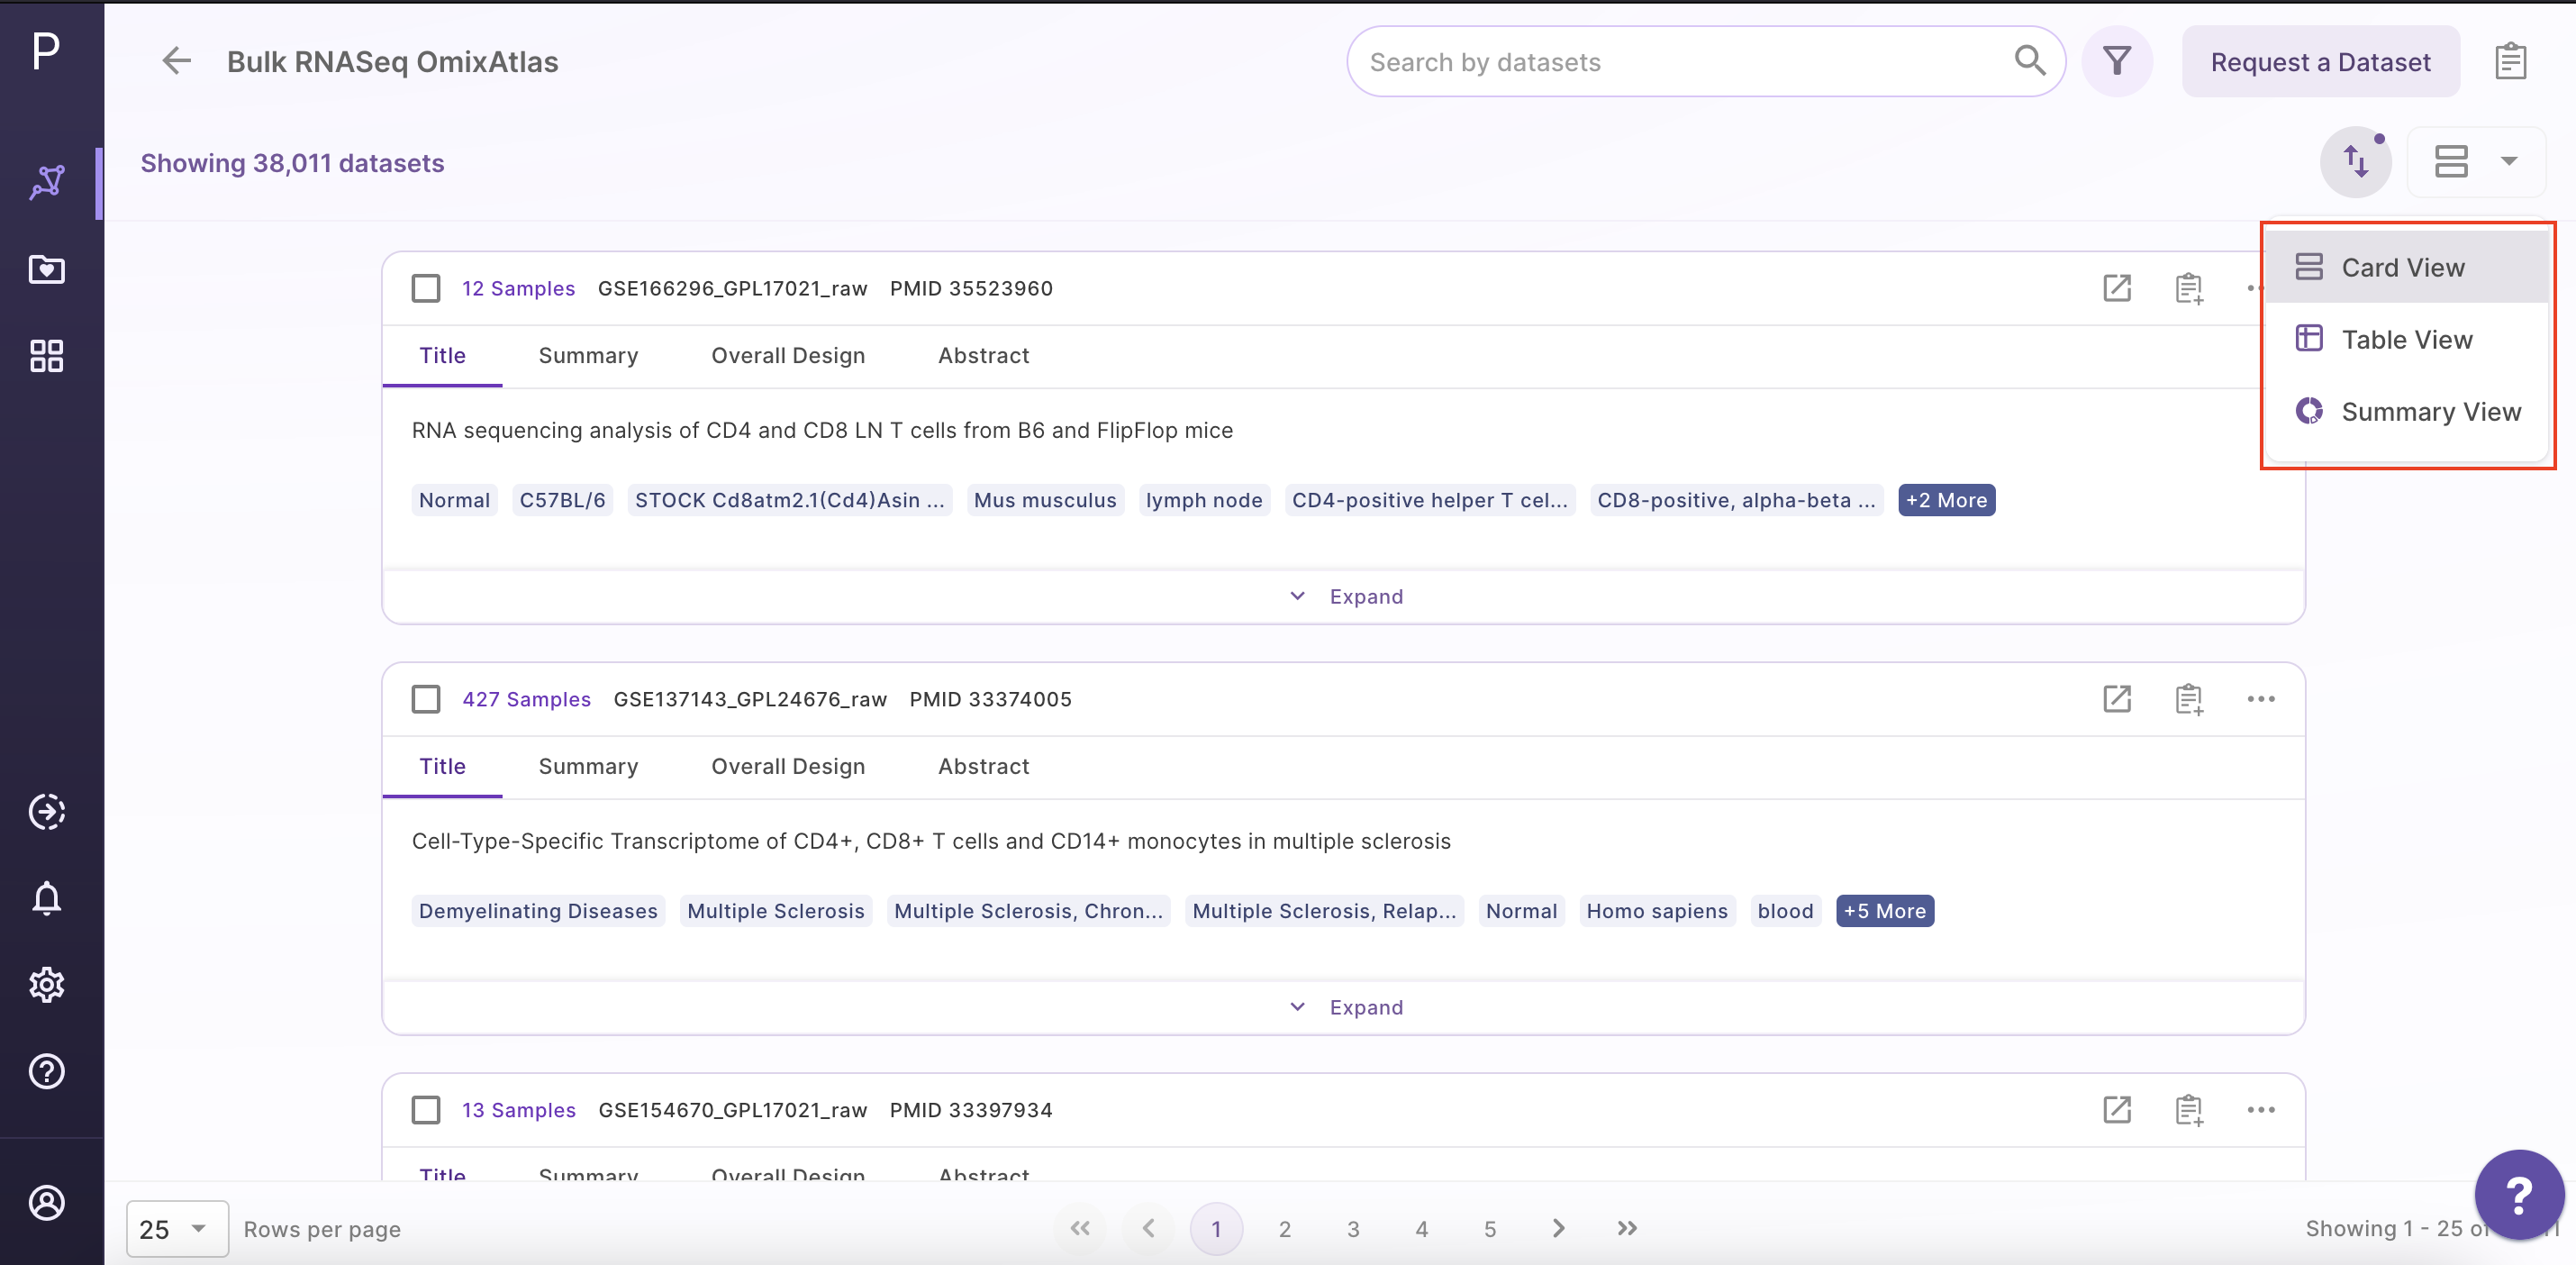 P
Bulk RNASeq OmixAtlas
Search by datasets
Request a Dataset
Showing 38,011 datasets
Card View
Table View
Summary View
12 Samples GSE166296_GPL17021_raw PMID 35523960
Title Summary Overall Design Abstract
RNA sequencing analysis of CD4 and CD8 LN T cells from B6 and FlipFlop mice
Normal C57BL/6 STOCK Cd8atm2.1(Cd4)Asin ... Mus musculus lymph node CD4-positive helper T cel... CD8-positive, alpha-beta ... +2 More
Expand
427 Samples GSE137143_GPL24676_raw PMID 33374005
Title Summary Overall Design Abstract
Cell-Type-Specific Transcriptome of CD4+, CD8+ T cells and CD14+ monocytes in multiple sclerosis
Demyelinating Diseases Multiple Sclerosis Multiple Sclerosis, Chron... Multiple Sclerosis, Relap... Normal Homo sapiens blood +5 More
Expand
13 Samples GSE154670_GPL17021_raw PMID 33397934
Title Summary Overall Design Abstract
25 Rows per page
1 2 3 4 5
Showing 1 - 25 of
?